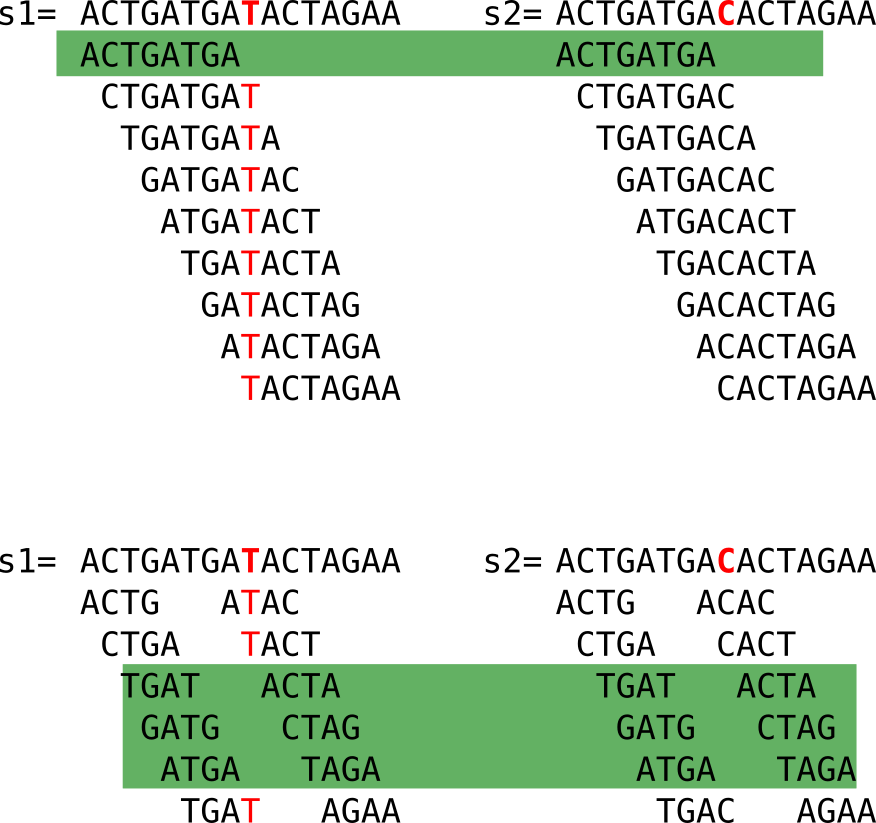 s1= ACTGATGATACTAGAA s2= ACTGATGACACTAGAA
ACTGATGA ACTGATGA
CTGATGAT CTGATGAC
TGATGATA TGATGACA
GATGATAC GATGACAC
ATGATACT ATGACACT
TGATACTA TGACACTA
GATACTAG GACACTAG
ATACTAGA ACACTAGA
TACTAGAA CACTAGAA
s1= ACTGATGATACTAGAA s2= ACTGATGACACTAGAA
ACTG ATAC ACTG ACAC
CTGA TACT CTGA CACT
TGAT ACTA TGAT ACTA
GATG CTAG GATG CTAG
ATGA TAGA ATGA TAGA
TGAT AGAA TGAC AGAA